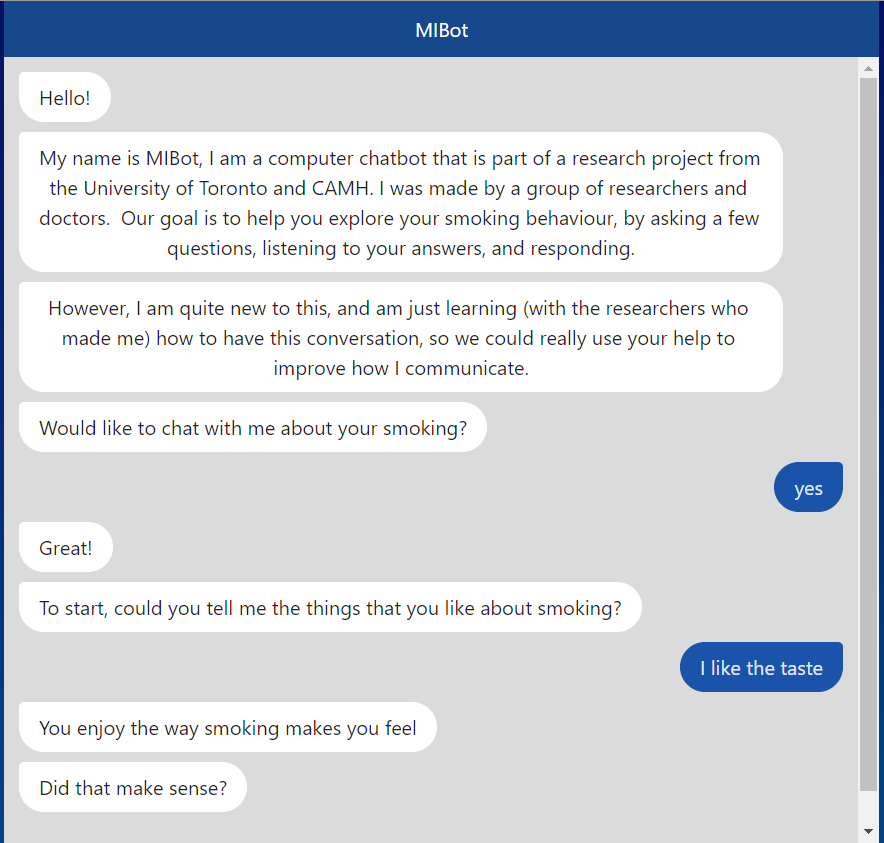 MIBot
Hello!
My name is MIBot, I am a computer chatbot that is part of a research project from
the University of Toronto and CAMH. I was made by a group of researchers and
doctors.  Our goal is to help you explore your smoking behaviour, by asking a few
questions, listening to your answers, and responding.
However, I am quite new to this, and am just learning (with the researchers who
made me) how to have this conversation, so we could really use your help to
improve how I communicate.
Would like to chat with me about your smoking?
yes
Great!
To start, could you tell me the things that you like about smoking?
I like the taste
You enjoy the way smoking makes you feel
Did that make sense?